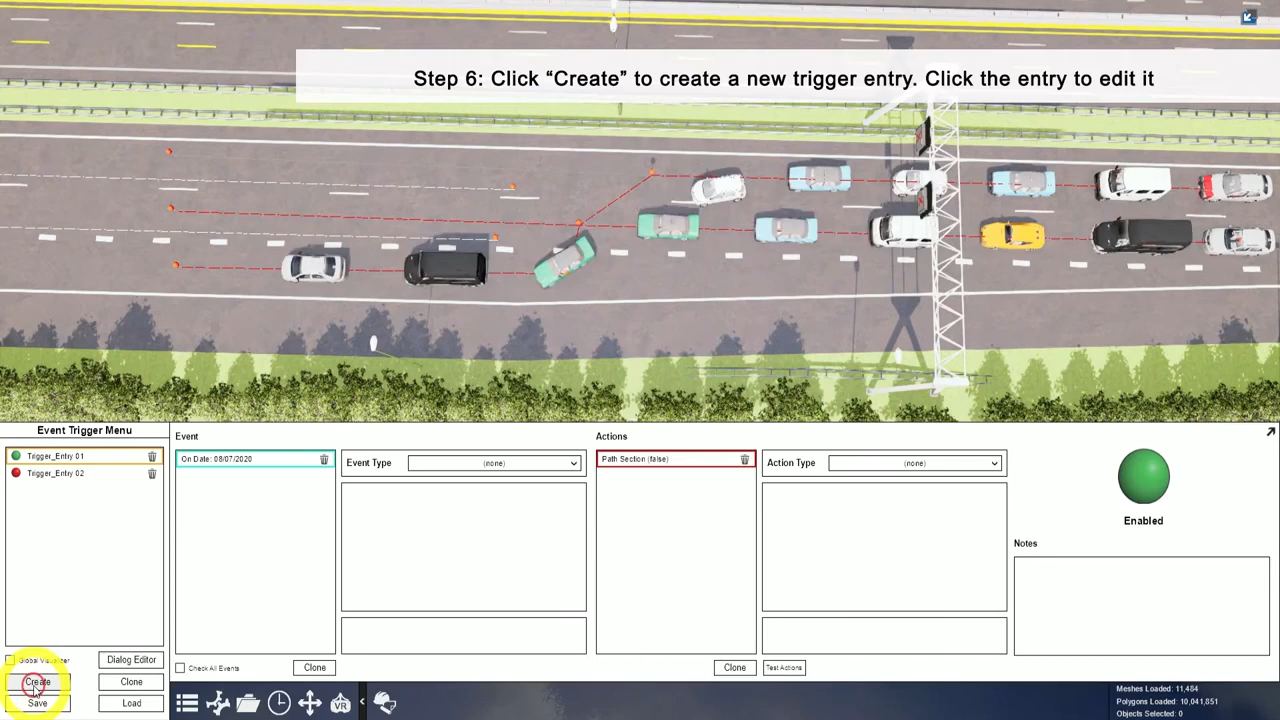 Step 6: Click “Create” to create a new trigger entry. Click the entry to edit it
Event Trigger Menu
Trigger_Entry 01
Trigger_Entry 02
Global Visualizer
Dialog Editor
Create
Clone
Save
Load
Event
On Date: 08/07/2020
Event Type
(none)
Check All Events
Clone
Actions
Path Section (false)
Action Type
(none)
Clone
Test Actions
Enabled
Notes
VR
Meshes Loaded: 11,484
Polygons Loaded: 10,041,851
Objects Selected: 0